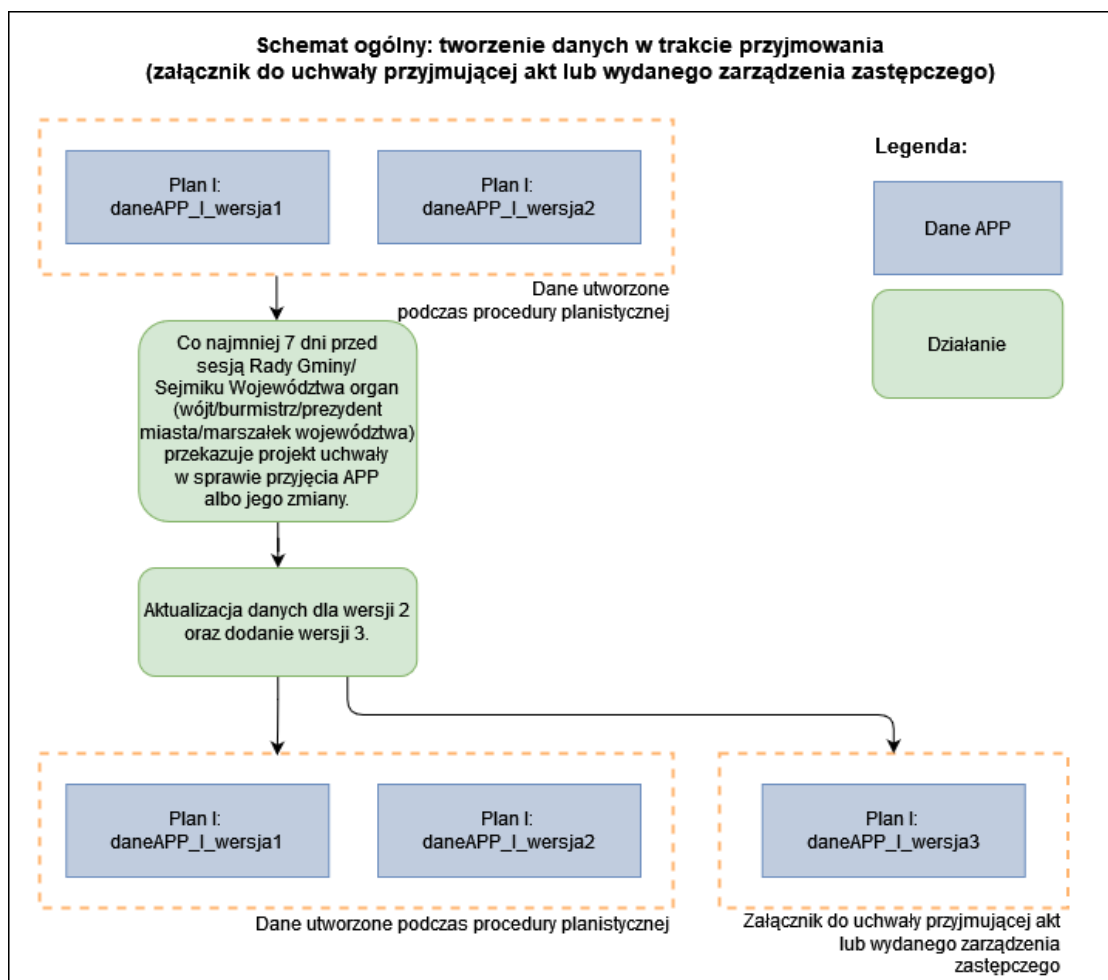 Schemat ogólny: tworzenie danych w trakcie przyjmowania
(załącznik do uchwały przyjmującej akt lub wydanego zarządzenia zastępczego)
Plan I:
daneAPP_I_wersja1
Plan I:
daneAPP_I_wersja2
Legenda:
Dane APP
Działanie
Dane utworzone
podczas procedury planistycznej
Co najmniej 7 dni przed
sesją Rady Gminy/
Sejmiku Województwa organ
(wójt/burmistrz/prezydent
miasta/marszałek województwa)
przekazuje projekt uchwały
w sprawie przyjęcia APP
albo jego zmiany.
Aktualizacja danych dla wersji 2
oraz dodanie wersji 3.
Plan I:
daneAPP_I_wersja1
Plan I:
daneAPP_I_wersja2
Plan I:
daneAPP_I_wersja3
Dane utworzone podczas procedury planistycznej
Załącznik do uchwały przyjmującej akt
lub wydanego zarządzenia
zastępczego